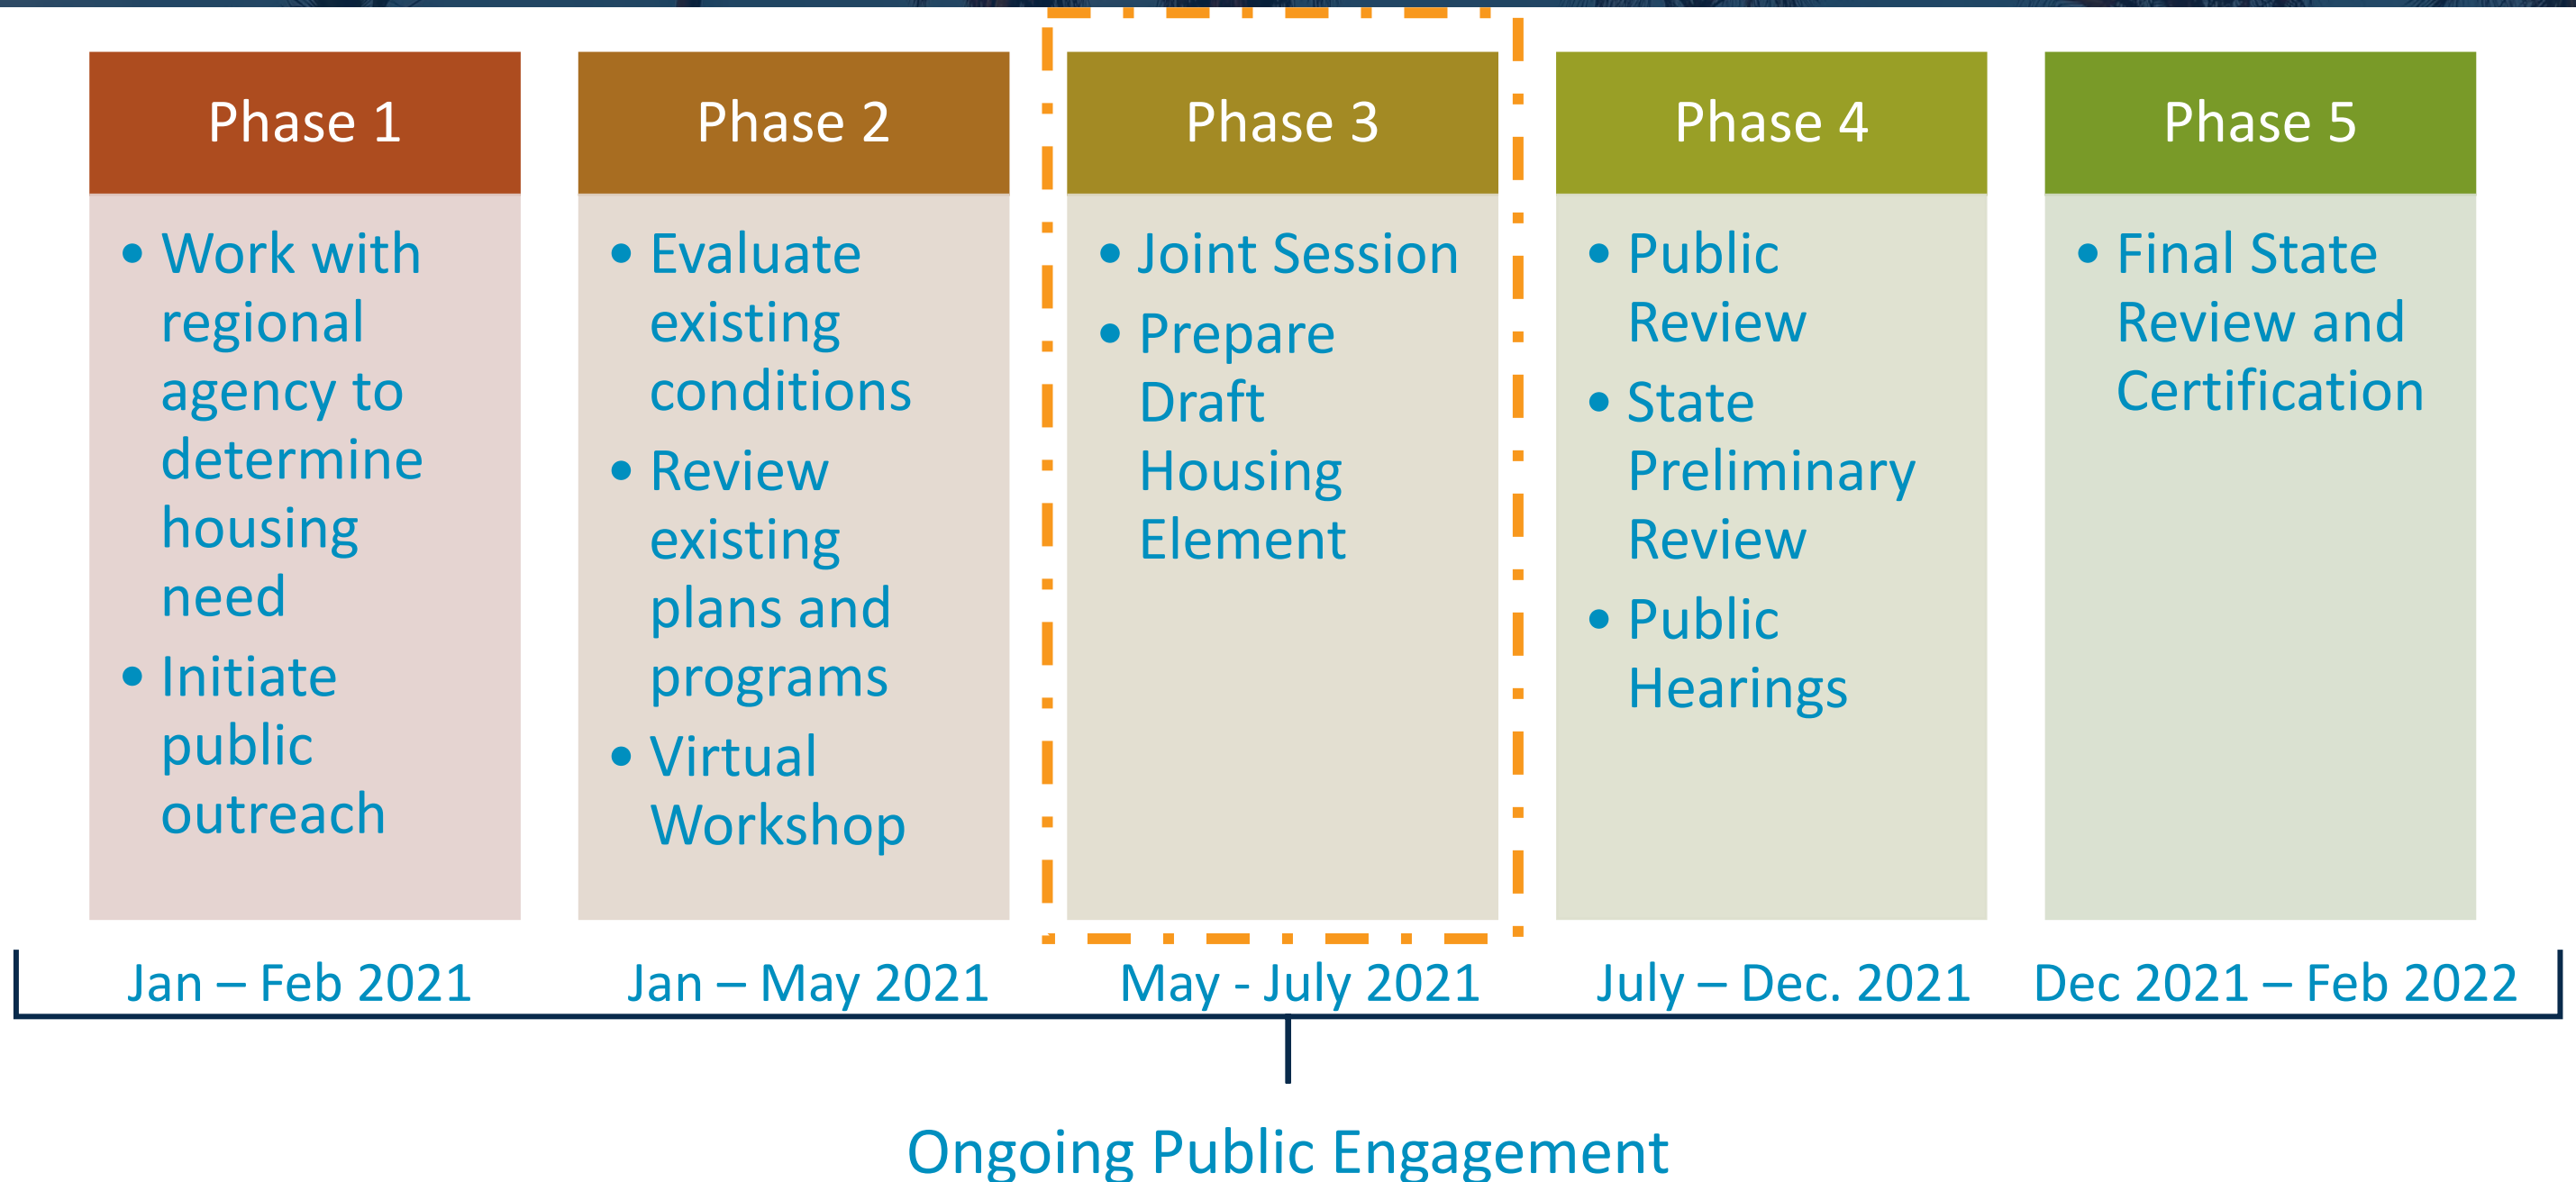 Phase 1
• Work with
regional
agency to
determine
housing
need
• Initiate
public
outreach
Jan – Feb 2021
Phase 2
• Evaluate
existing
conditions
• Review
existing
plans and
programs
• Virtual
Workshop
Jan – May 2021
Phase 3
• Joint Session
• Prepare
Draft
Housing
Element
May - July 2021
Phase 4
• Public
Review
• State
Preliminary
Review
• Public
Hearings
July – Dec. 2021
Phase 5
• Final State
Review and
Certification
Dec 2021 – Feb 2022
Ongoing Public Engagement